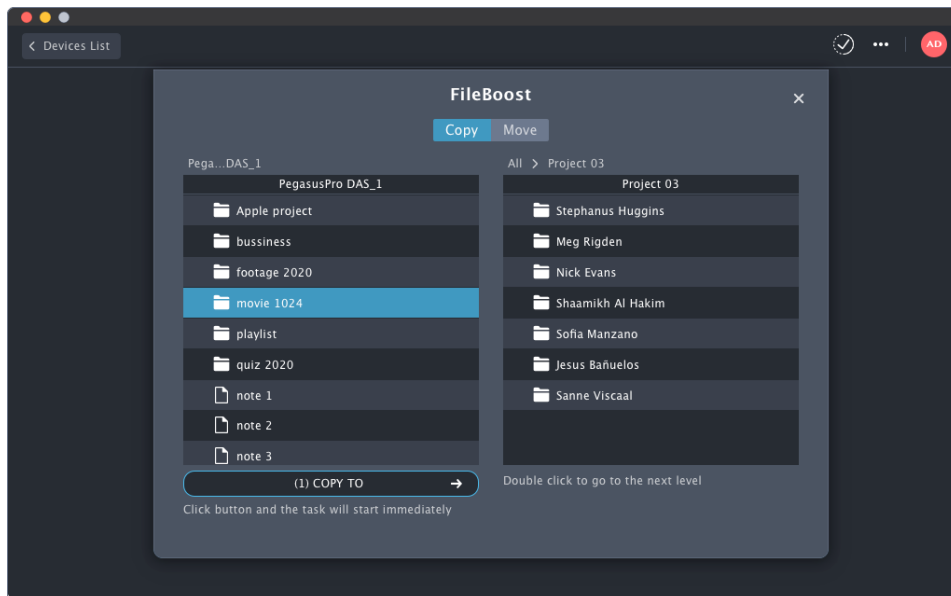 Devices List
AD
FileBoost
Copy Move
Pega...DAS_1
PegasusPro DAS_1
Apple project
bussiness
footage 2020
movie 1024
playlist
quiz 2020
note 1
note 2
note 3
(1) COPY TO
Click button and the task will start immediately
All > Project 03
Project 03
Stephanus Huggins
Meg Rigden
Nick Evans
Shaamikh Al Hakim
Sofia Manzano
Jesus Bañuelos
Sanne Viscaal
Double click to go to the next level